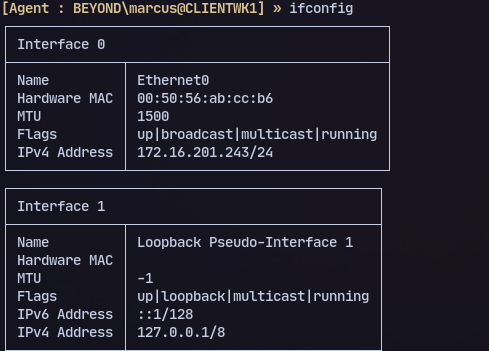 [Agent : BEYOND\marcus@CLIENTWK1] » ifconfig
Interface 0
Name Ethernet0
Hardware MAC 00:50:56:ab:cc:b6
MTU 1500
Flags up|broadcast|multicast|running
IPv4 Address 172.16.201.243/24
Interface 1
Name Loopback Pseudo-Interface 1
Hardware MAC
MTU -1
Flags up|loopback|multicast|running
IPv6 Address ::1/128
IPv4 Address 127.0.0.1/8